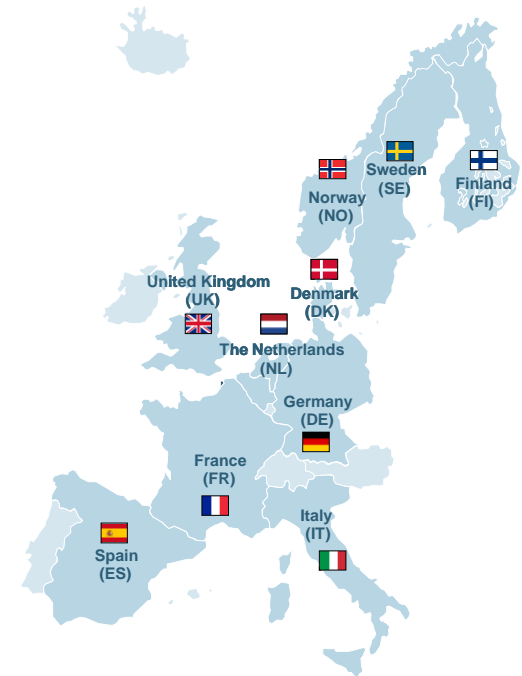 Sweden
(SE)
Finland
(FI)
Norway
(NO)
United Kingdom
(UK)
Denmark
(DK)
The Netherlands
(NL)
Germany
(DE)
France
(FR)
Italy
(IT)
Spain
(ES)